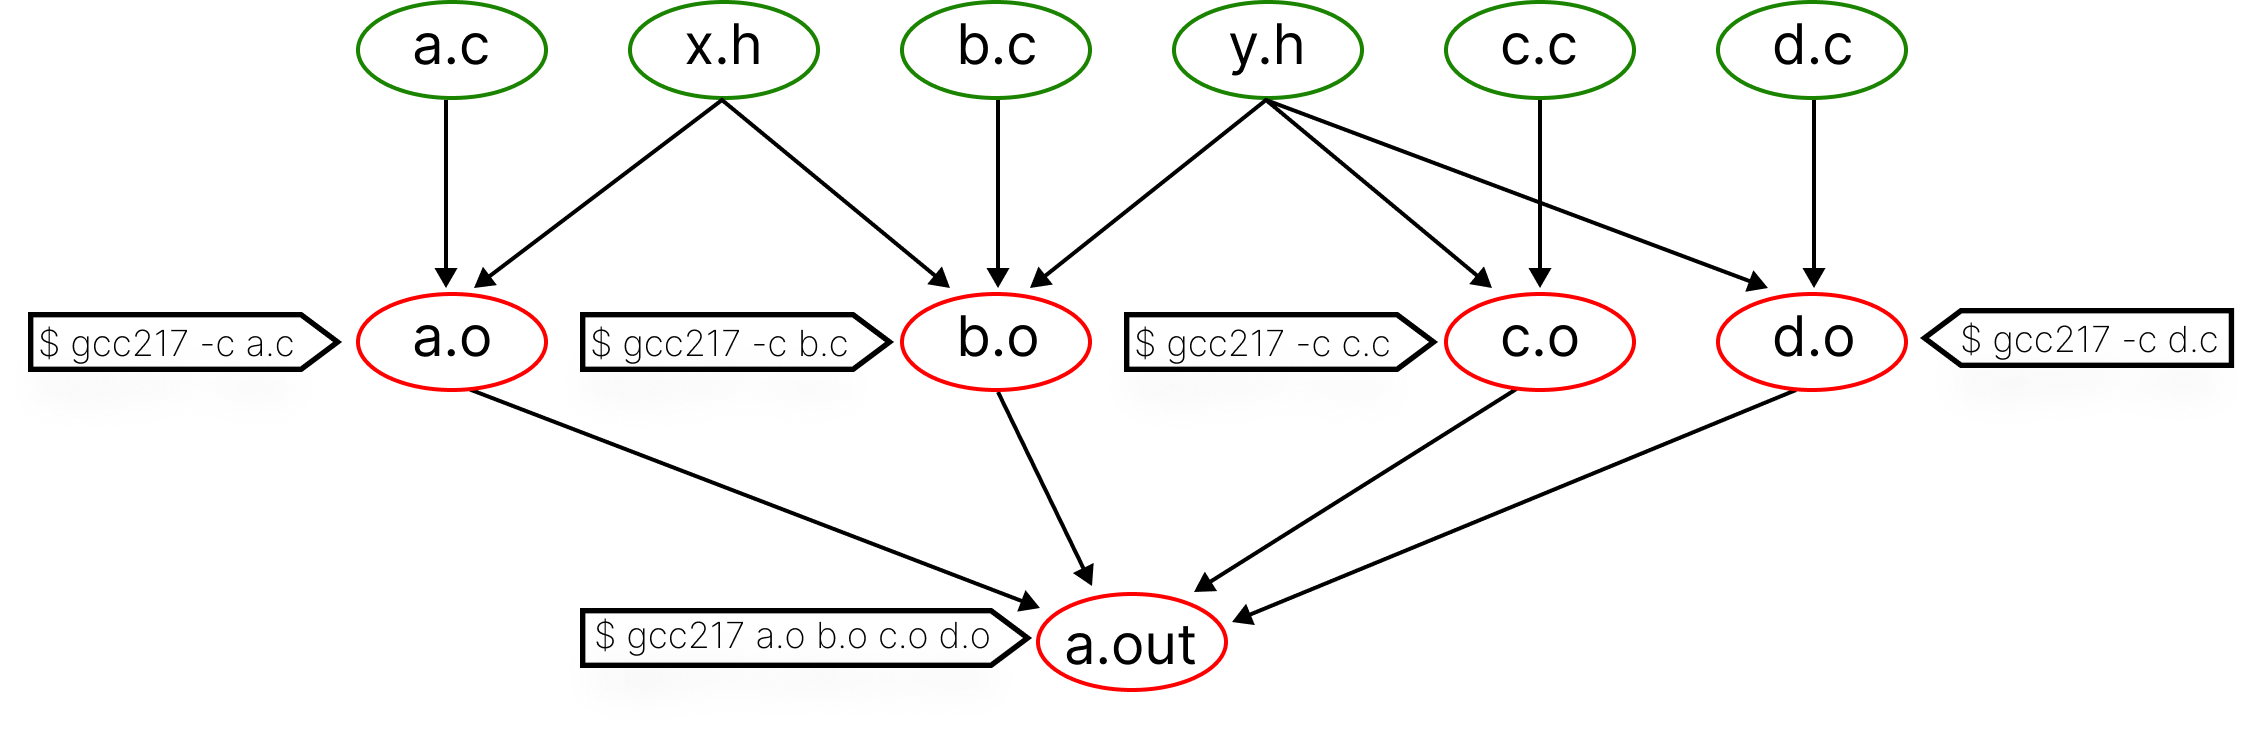 a.c
x.h
b.c
y.h
c.c
d.c
$ gcc217 -c a.c
a.o
$ gcc217 -c b.c
b.o
$ gcc217 -c c.c
c.o
d.o
$ gcc217 -c d.c
$ gcc217 a.o b.o c.o d.o
a.out